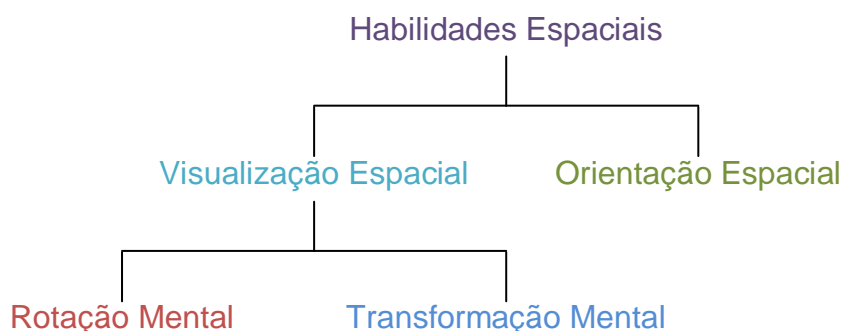 Habilidades Espaciais
Visualização Espacial
Orientação Espacial
Rotação Mental
Transformação Mental